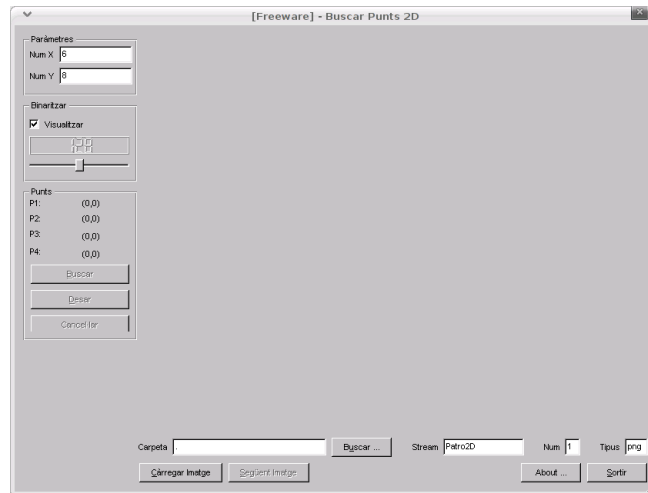 [Freeware] - Buscar Punts 2D
Paràmetres
Num X 6
Num Y 8
Binaritzar
Visualitzar
128
Punts
P1: (0,0)
P2: (0,0)
P3: (0,0)
P4: (0,0)
Buscar
Desar
Cancel·lar
Carpeta . Buscar ... Stream Patro2D Num 1 Tipus png
Càrregar Imatge Següent Imatge About ... Sortir